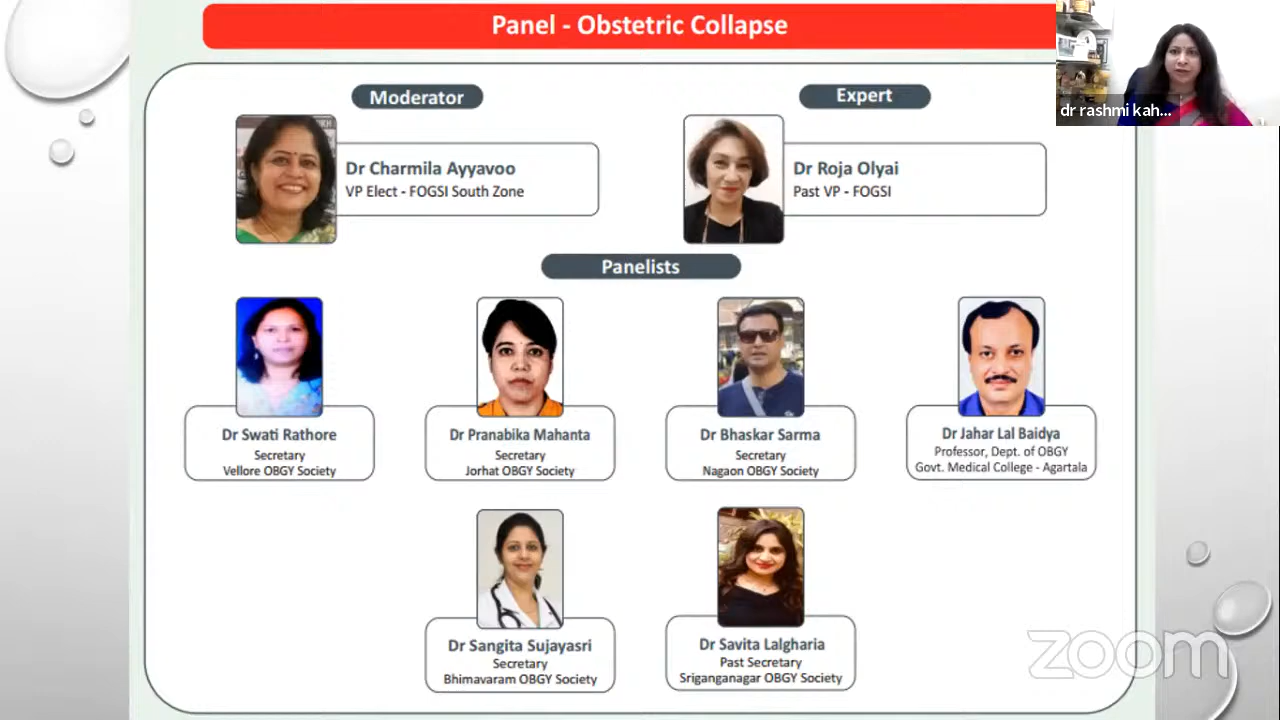 Panel - Obstetric Collapse
dr rashmi kah...
Moderator
Expert
Dr Charmila Ayyavoo
VP Elect - FOGSI South Zone
Dr Roja Olyai
Past VP - FOGSI
Panelists
Dr Swati Rathore
Secretary
Vellore OBGY Society
Dr Pranabika Mahanta
Secretary
Jorhat OBGY Society
Dr Bhaskar Sarma
Secretary
Nagaon OBGY Society
Dr Jahar Lal Baidya
Professor, Dept. of OBGY
Govt. Medical College - Agartala
Dr Sangita Sujayasri
Secretary
Bhimavaram OBGY Society
Dr Savita Lalgharia
Past Secretary
Sriganganagar OBGY Society
zoom